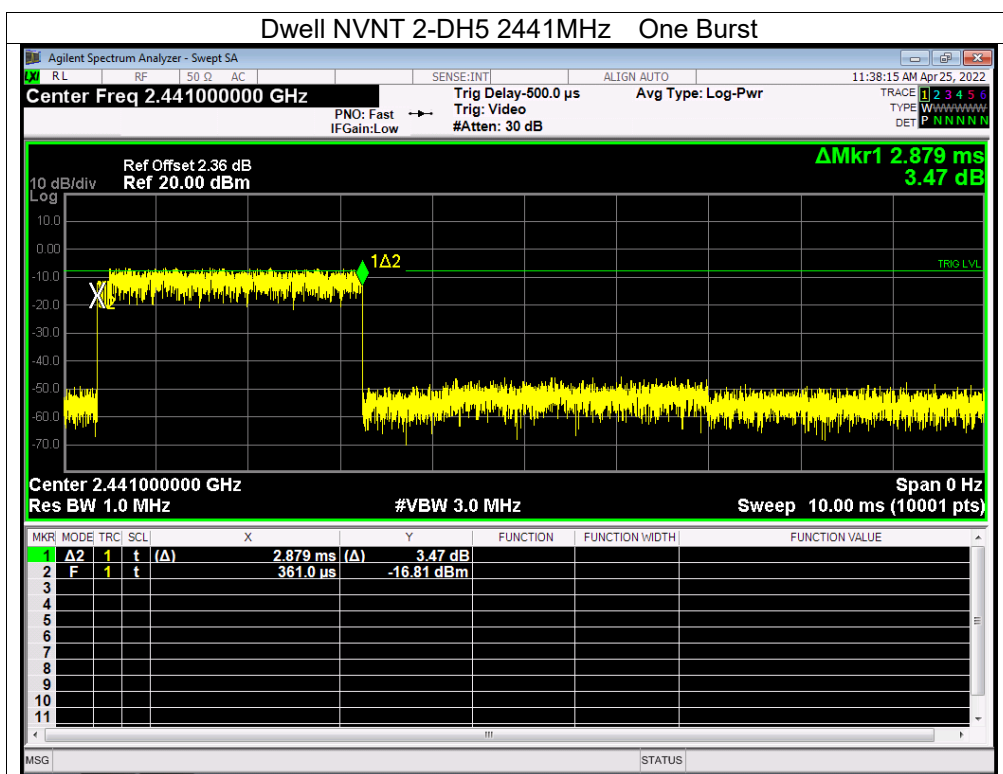 Dwell NVNT 2-DH5 2441MHz One Burst
Agilent Spectrum Analyzer - Swept SA
LXI RL RF 50 Ω AC SENSE:INT ALIGN AUTO 11:38:15 AM Apr 25, 2022
Center Freq 2.441000000 GHz Trig Delay-500.0 µs Avg Type: Log-Pwr TRACE 1 2 3 4 5 6
PNO: Fast Trig: Video TYPE WWWWWW
IFGain:Low #Atten: 30 dB DET P N N N N N
ΔMkr1 2.879 ms
3.47 dB
Ref Offset 2.36 dB
10 dB/div Ref 20.00 dBm
Log
10.0
0.00
1Δ2
TRIG LVL
-10.0
-20.0
-30.0
-40.0
-50.0
-60.0
-70.0
Center 2.441000000 GHz Span 0 Hz
Res BW 1.0 MHz #VBW 3.0 MHz Sweep 10.00 ms (10001 pts)
MKR MODE TRC SCL X Y FUNCTION FUNCTION WIDTH FUNCTION VALUE
1 Δ2 1 t (Δ) 2.879 ms (Δ) 3.47 dB
2 F 1 t 361.0 µs -16.81 dBm
3
4
5
6
7
8
9
10
11
MSG STATUS